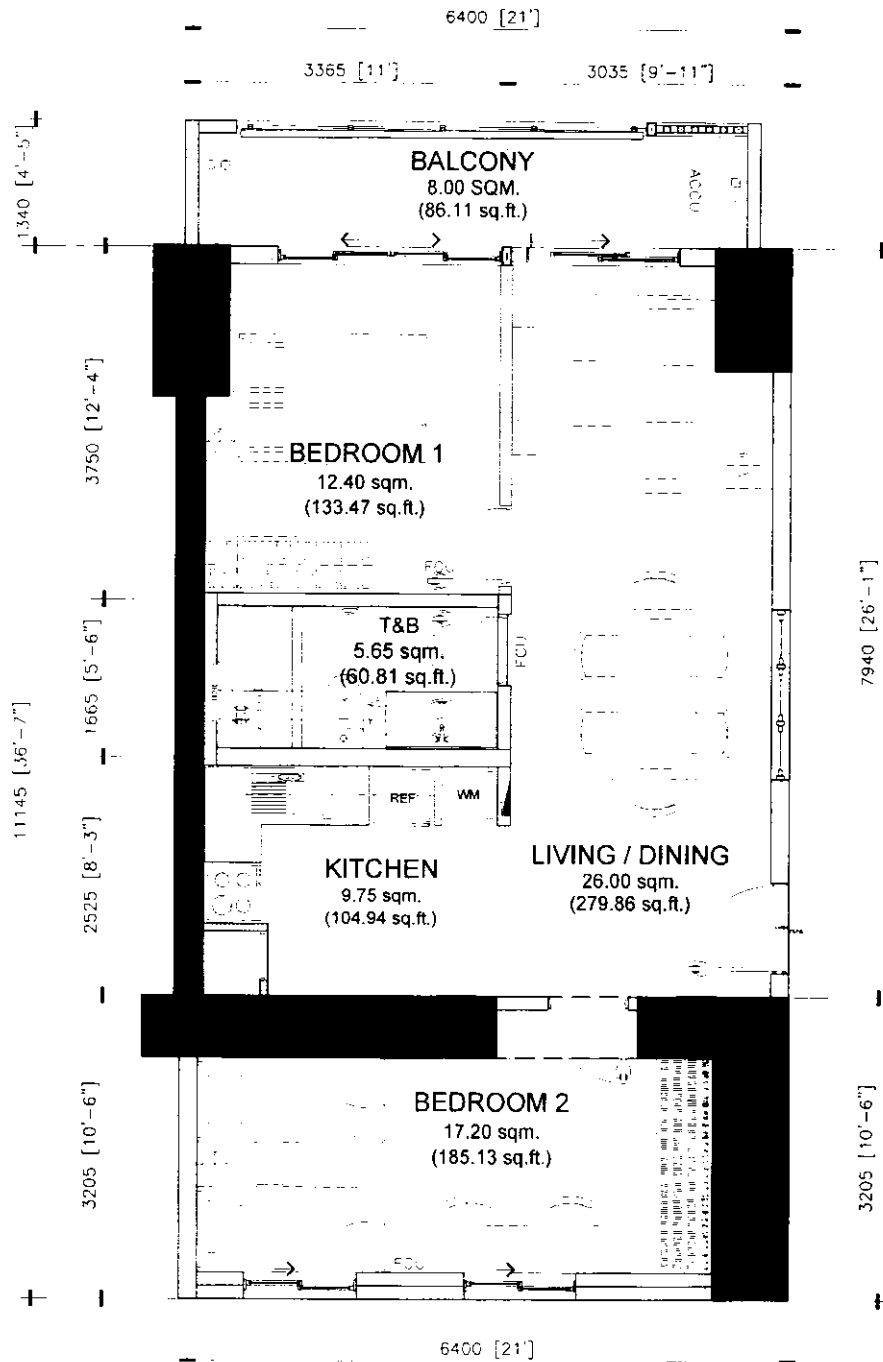 6400 [21']
3365 [11']
3035 [9'-11"]
1340 [4'-5"]
BALCONY
8.00 SQM.
(86.11 sq.ft.)
ACCU
3750 [12'-4"]
BEDROOM 1
12.40 sqm.
(133.47 sq.ft.)
FCU
7940 [26'-1"]
11145 [36'-7"]
1665 [5'-6"]
T&B
5.65 sqm.
(60.81 sq.ft.)
FCU
REF
WM
2525 [8'-3"]
KITCHEN
9.75 sqm.
(104.94 sq.ft.)
LIVING / DINING
26.00 sqm.
(279.86 sq.ft.)
3205 [10'-6"]
BEDROOM 2
17.20 sqm.
(185.13 sq.ft.)
3205 [10'-6"]
FCU
6400 [21']